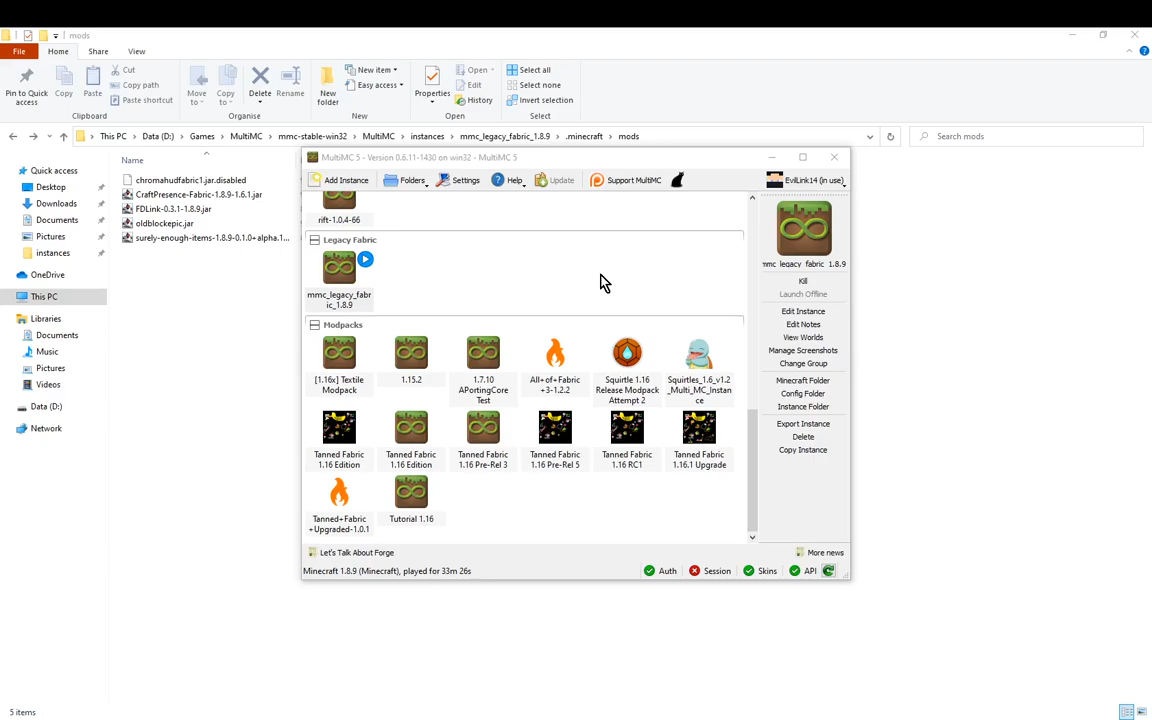 mods
File Home Share View
Pin to Quick access
Copy
Paste
Cut
Copy path
Paste shortcut
Clipboard
Move to
Copy to
Delete
Rename
Organise
New folder
New item
Easy access
New
Properties
Open
Edit
History
Open
Select all
Select none
Invert selection
Select
This PC Data (D:) Games MultiMC mmc-stable-win32 MultiMC instances mmc_legacy_fabric_1.8.9 .minecraft mods
Search mods
Quick access
Desktop
Downloads
Documents
Pictures
instances
OneDrive
This PC
Libraries
Documents
Music
Pictures
Videos
Data (D:)
Network
Name
chromahudfabric1.jar.disabled
CraftPresence-Fabric-1.8.9-1.6.1.jar
FDLink-0.3.1-1.8.9.jar
oldblockepic.jar
surely-enough-items-1.8.9-0.1.0+alpha.1...
MultiMC 5 - Version 0.6.11-1430 on win32 - MultiMC 5
Add Instance Folders Settings Help Update Support MultiMC EvilLink14 (in use)
rift-1.0.4-66
Legacy Fabric
mmc_legacy_fabr
ic_1.8.9
Modpacks
[1.16x] Textile
Modpack
1.15.2
1.7.10
APortingCore
Test
All+of+Fabric
+3-1.2.2
Squirtle 1.16
Release Modpack
Attempt 2
Squirtles_1.6_v1.2
_Multi_MC_Instan
ce
Tanned Fabric
1.16 Edition
Tanned Fabric
1.16 Edition
Tanned Fabric
1.16 Pre-Rel 3
Tanned Fabric
1.16 Pre-Rel 5
Tanned Fabric
1.16 RC1
Tanned Fabric
1.16.1 Upgrade
Tanned+Fabric
+Upgraded-1.0.1
Tutorial 1.16
mmc_legacy_fabric_1.8.9
Kill
Launch Offline
Edit Instance
Edit Notes
View Worlds
Manage Screenshots
Change Group
Minecraft Folder
Config Folder
Instance Folder
Export Instance
Delete
Copy Instance
Let's Talk About Forge
More news
Minecraft 1.8.9 (Minecraft), played for 33m 26s
Auth Session Skins API
5 items